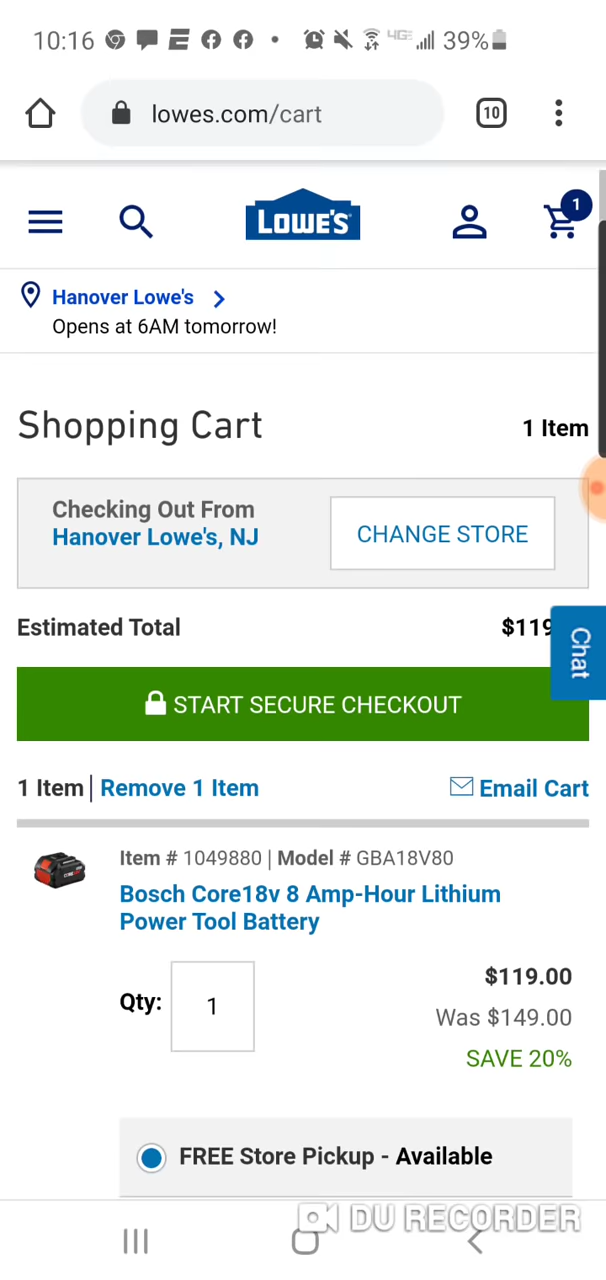 10:16 4GE 39%
lowes.com/cart 10
LOWE'S 1
Hanover Lowe's
Opens at 6AM tomorrow!
Shopping Cart 1 Item
Checking Out From
Hanover Lowe's, NJ
CHANGE STORE
Estimated Total $119
Chat
START SECURE CHECKOUT
1 Item | Remove 1 Item Email Cart
Item # 1049880 | Model # GBA18V80
Bosch Core18v 8 Amp-Hour Lithium
Power Tool Battery
Qty: 1
$119.00
Was $149.00
SAVE 20%
FREE Store Pickup - Available
DU RECORDER